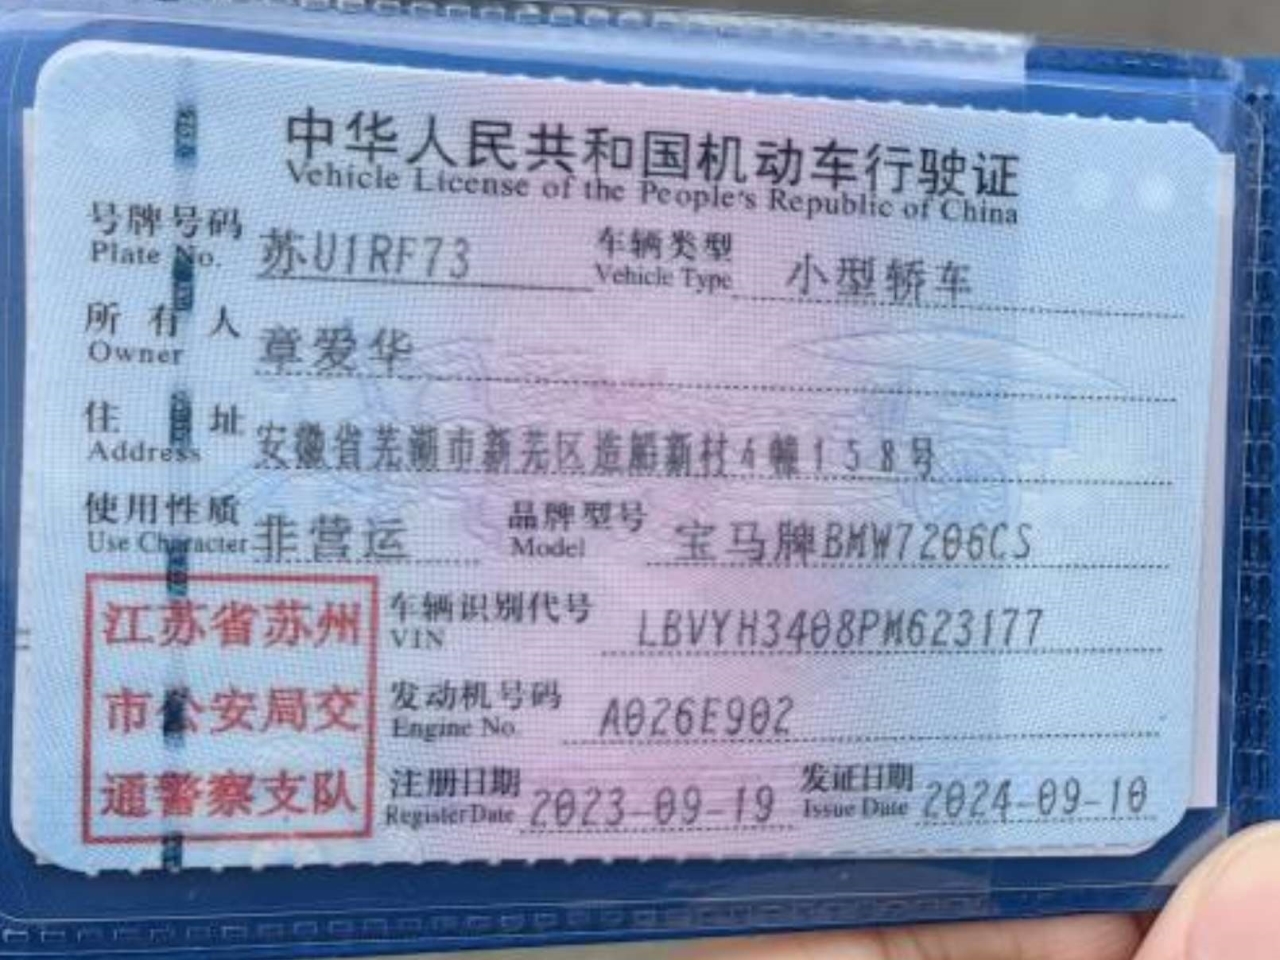 中华人民共和国机动车行驶证
Vehicle License of the People's Republic of China
号牌号码 苏U1RF73 车辆类型 小型轿车
Plate No. Vehicle Type
所有人 章爱华
Owner
住址 安徽省芜湖市新芜区造船新村4幢158号
Address
使用性质 非营运 品牌型号 宝马牌BMW7206CS
Use Character Model
江苏省苏州
市公安局交
通警察支队
车辆识别代号 LBVYH3408PM623177
VIN
发动机号码 A026E902
Engine No.
注册日期 2023-09-19 发证日期 2024-09-10
Register Date Issue Date